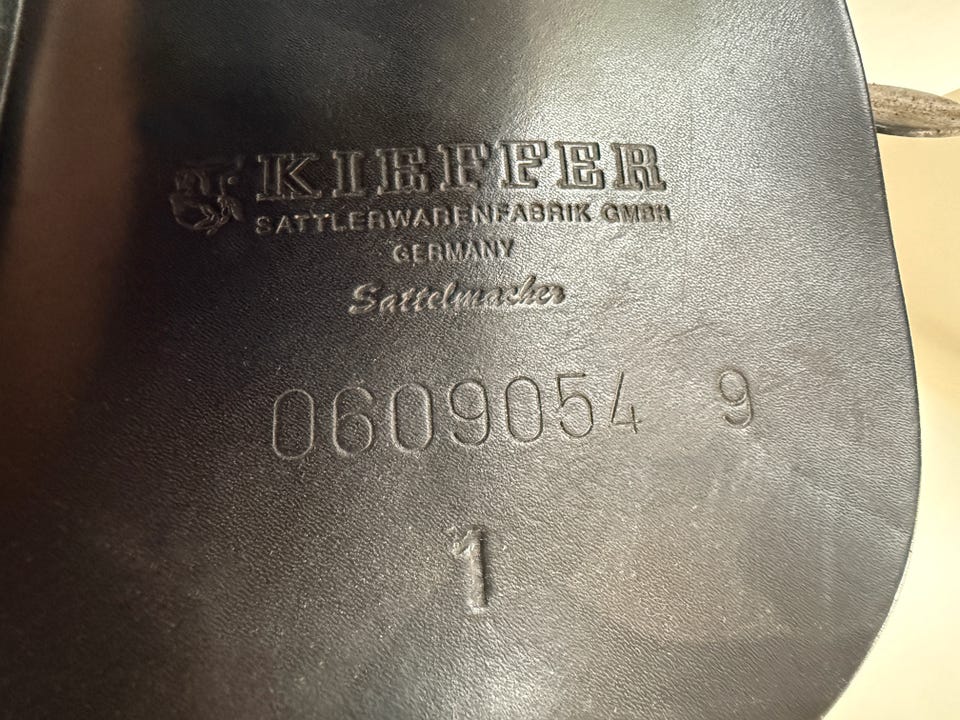 KIEFFER
SATTLERWARENFABRIK GMBH
GERMANY
Sattelmacher
0609054 9
1